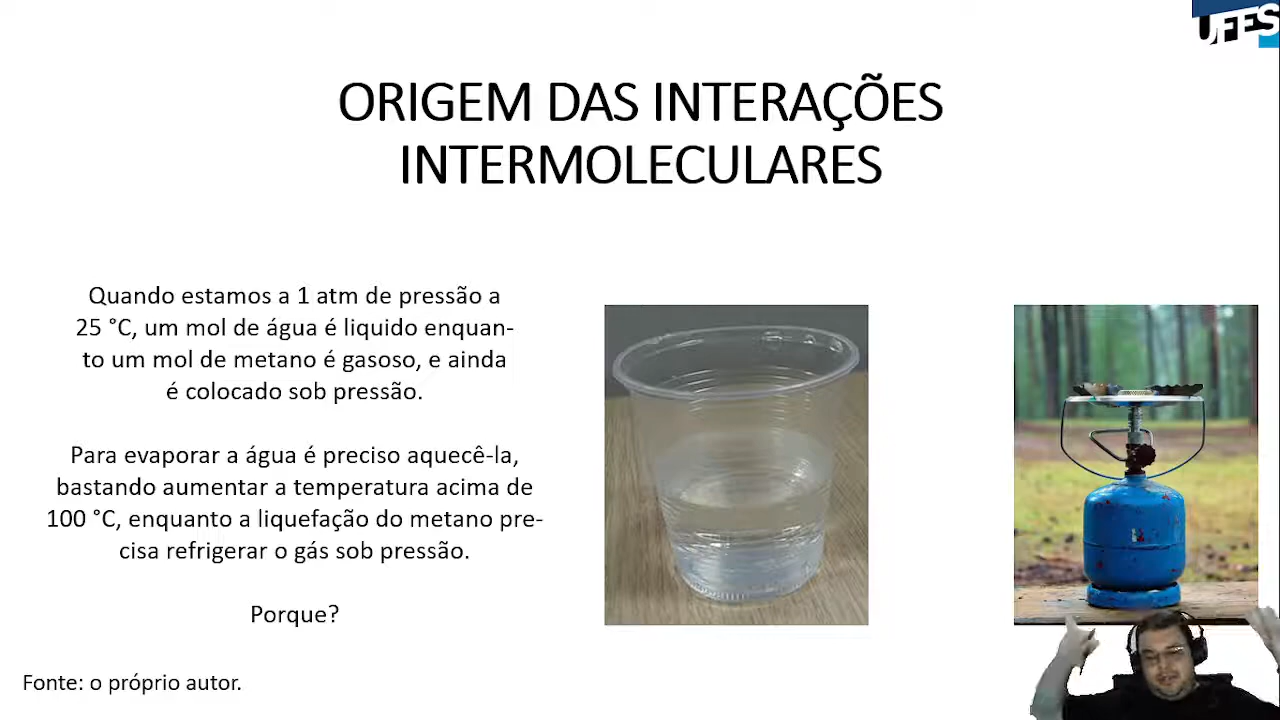 UFES
ORIGEM DAS INTERAÇÕES
INTERMOLECULARES
Quando estamos a 1 atm de pressão a
25 °C, um mol de água é liquido enquan-
to um mol de metano é gasoso, e ainda
é colocado sob pressão.
Para evaporar a água é preciso aquecê-la,
bastando aumentar a temperatura acima de
100 °C, enquanto a liquefação do metano pre-
cisa refrigerar o gás sob pressão.
Porque?
Fonte: o próprio autor.